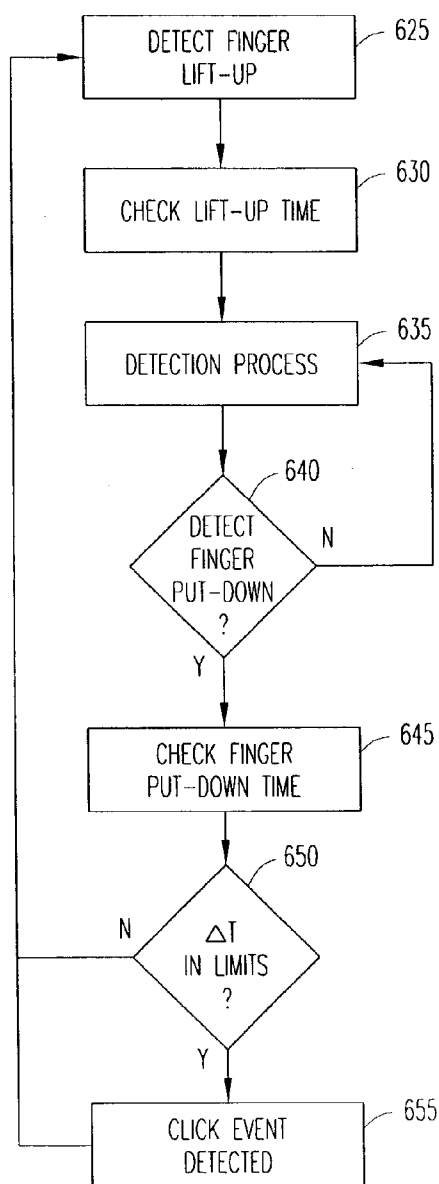 DETECT FINGER
LIFT-UP
625
CHECK LIFT-UP TIME
630
DETECTION PROCESS
635
640
DETECT
FINGER
PUT-DOWN
?
N
Y
CHECK FINGER
PUT-DOWN TIME
645
650
N
△T
IN LIMITS
?
Y
CLICK EVENT
DETECTED
655